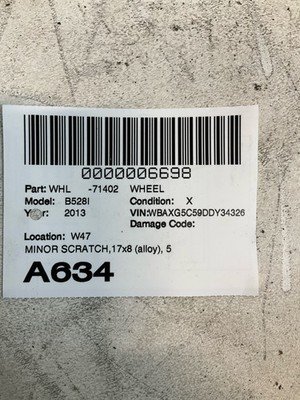 0000006698
Part: WHL -71402 WHEEL
Model: B528I Condition: X
Year: 2013 VIN:WBAXG5C59DDY34326
Damage Code:
Location: W47
MINOR SCRATCH,17x8 (alloy), 5
A634